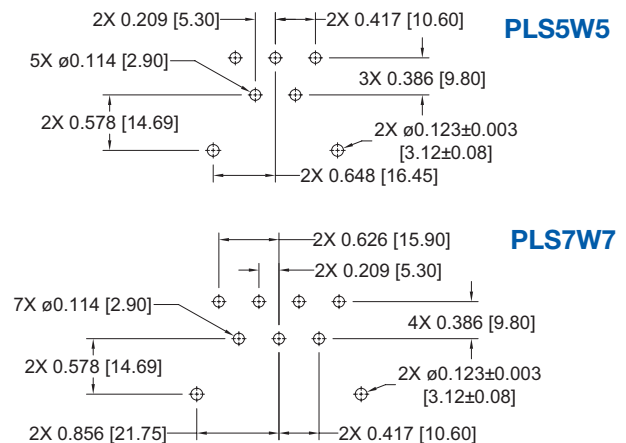 2X 0.209 [5.30]
2X 0.417 [10.60]
PLS5W5
5X ø0.114 [2.90]
3X 0.386 [9.80]
2X 0.578 [14.69]
2X ø0.123±0.003
[3.12±0.08]
2X 0.648 [16.45]
PLS7W7
2X 0.626 [15.90]
2X 0.209 [5.30]
7X ø0.114 [2.90]
4X 0.386 [9.80]
2X 0.578 [14.69]
2X ø0.123±0.003
[3.12±0.08]
2X 0.856 [21.75]
2X 0.417 [10.60]